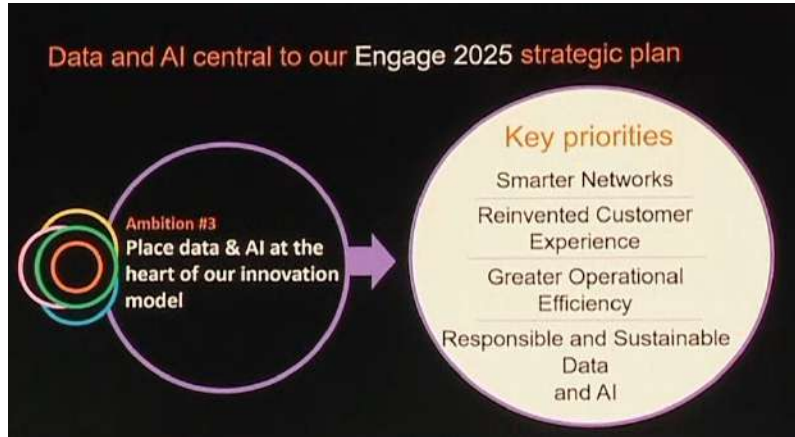 Data and AI central to our Engage 2025 strategic plan
Ambition #3
Place data & AI at the
heart of our innovation
model
Key priorities
Smarter Networks
Reinvented Customer
Experience
Greater Operational
Efficiency
Responsible and Sustainable
Data
and AI